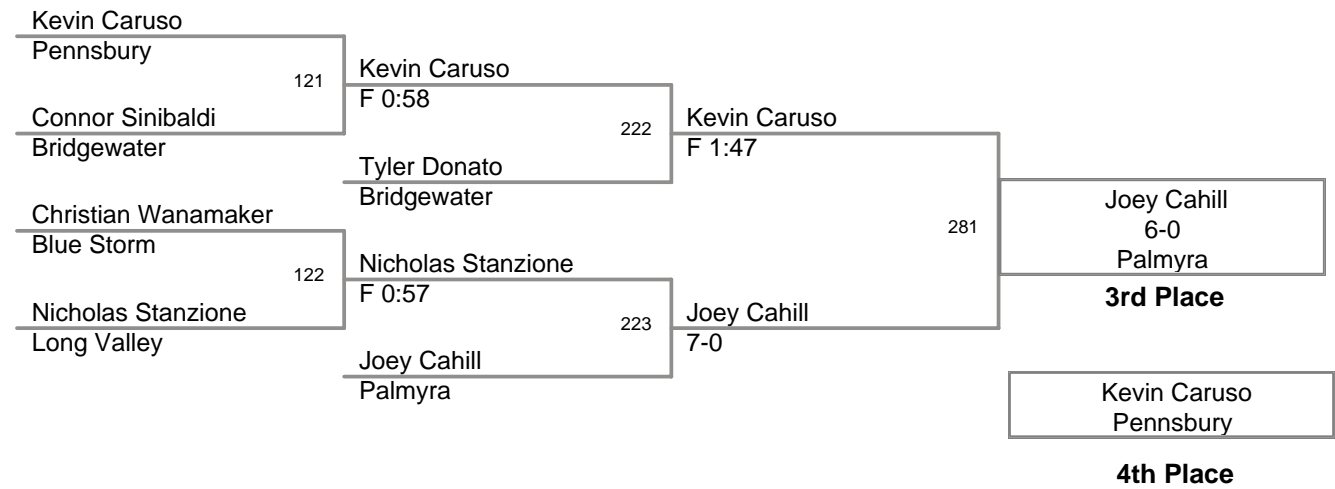 Kevin Caruso
Pennsbury
121
Connor Sinibaldi
Bridgewater
Christian Wanamaker
Blue Storm
122
Nicholas Stanzione
Long Valley
Kevin Caruso
F 0:58
222
Tyler Donato
Bridgewater
Nicholas Stanzione
F 0:57
223
Joey Cahill
Palmyra
Kevin Caruso
F 1:47
281
Joey Cahill
7-0
Joey Cahill
6-0
Palmyra
3rd Place
Kevin Caruso
Pennsbury
4th Place